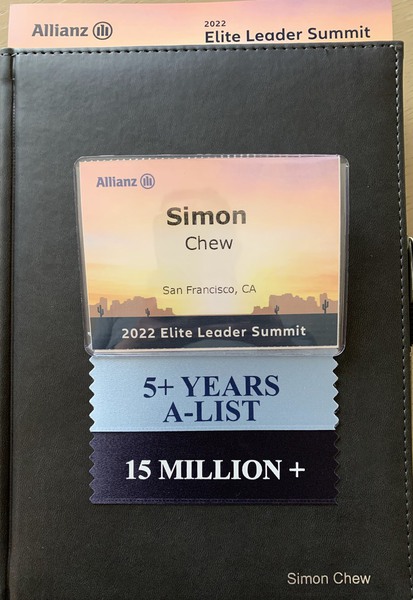 Allianz
2022
Elite Leader Summit
Allianz
Simon
Chew
San Francisco, CA
2022 Elite Leader Summit
5+ YEARS
A-LIST
15 MILLION +
Simon Chew